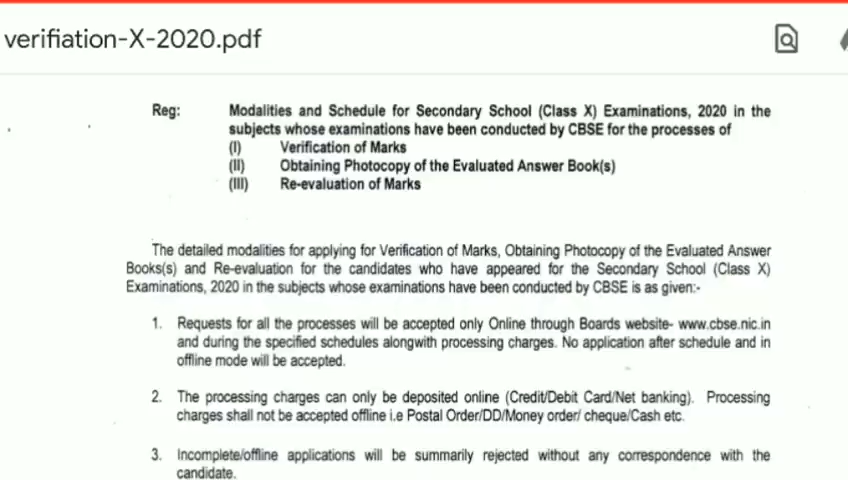 verifiation-X-2020.pdf
Reg: Modalities and Schedule for Secondary School (Class X) Examinations, 2020 in the
subjects whose examinations have been conducted by CBSE for the processes of
(I) Verification of Marks
(II) Obtaining Photocopy of the Evaluated Answer Book(s)
(III) Re-evaluation of Marks
The detailed modalities for applying for Verification of Marks, Obtaining Photocopy of the Evaluated Answer
Books(s) and Re-evaluation for the candidates who have appeared for the Secondary School (Class X)
Examinations, 2020 in the subjects whose examinations have been conducted by CBSE is as given:-
1. Requests for all the processes will be accepted only Online through Boards website- www.cbse.nic.in
and during the specified schedules alongwith processing charges. No application after schedule and in
offline mode will be accepted.
2. The processing charges can only be deposited online (Credit/Debit Card/Net banking). Processing
charges shall not be accepted offline i.e Postal Order/DD/Money order/ cheque/Cash etc.
3. Incomplete/offline applications will be summarily rejected without any correspondence with the
candidate.